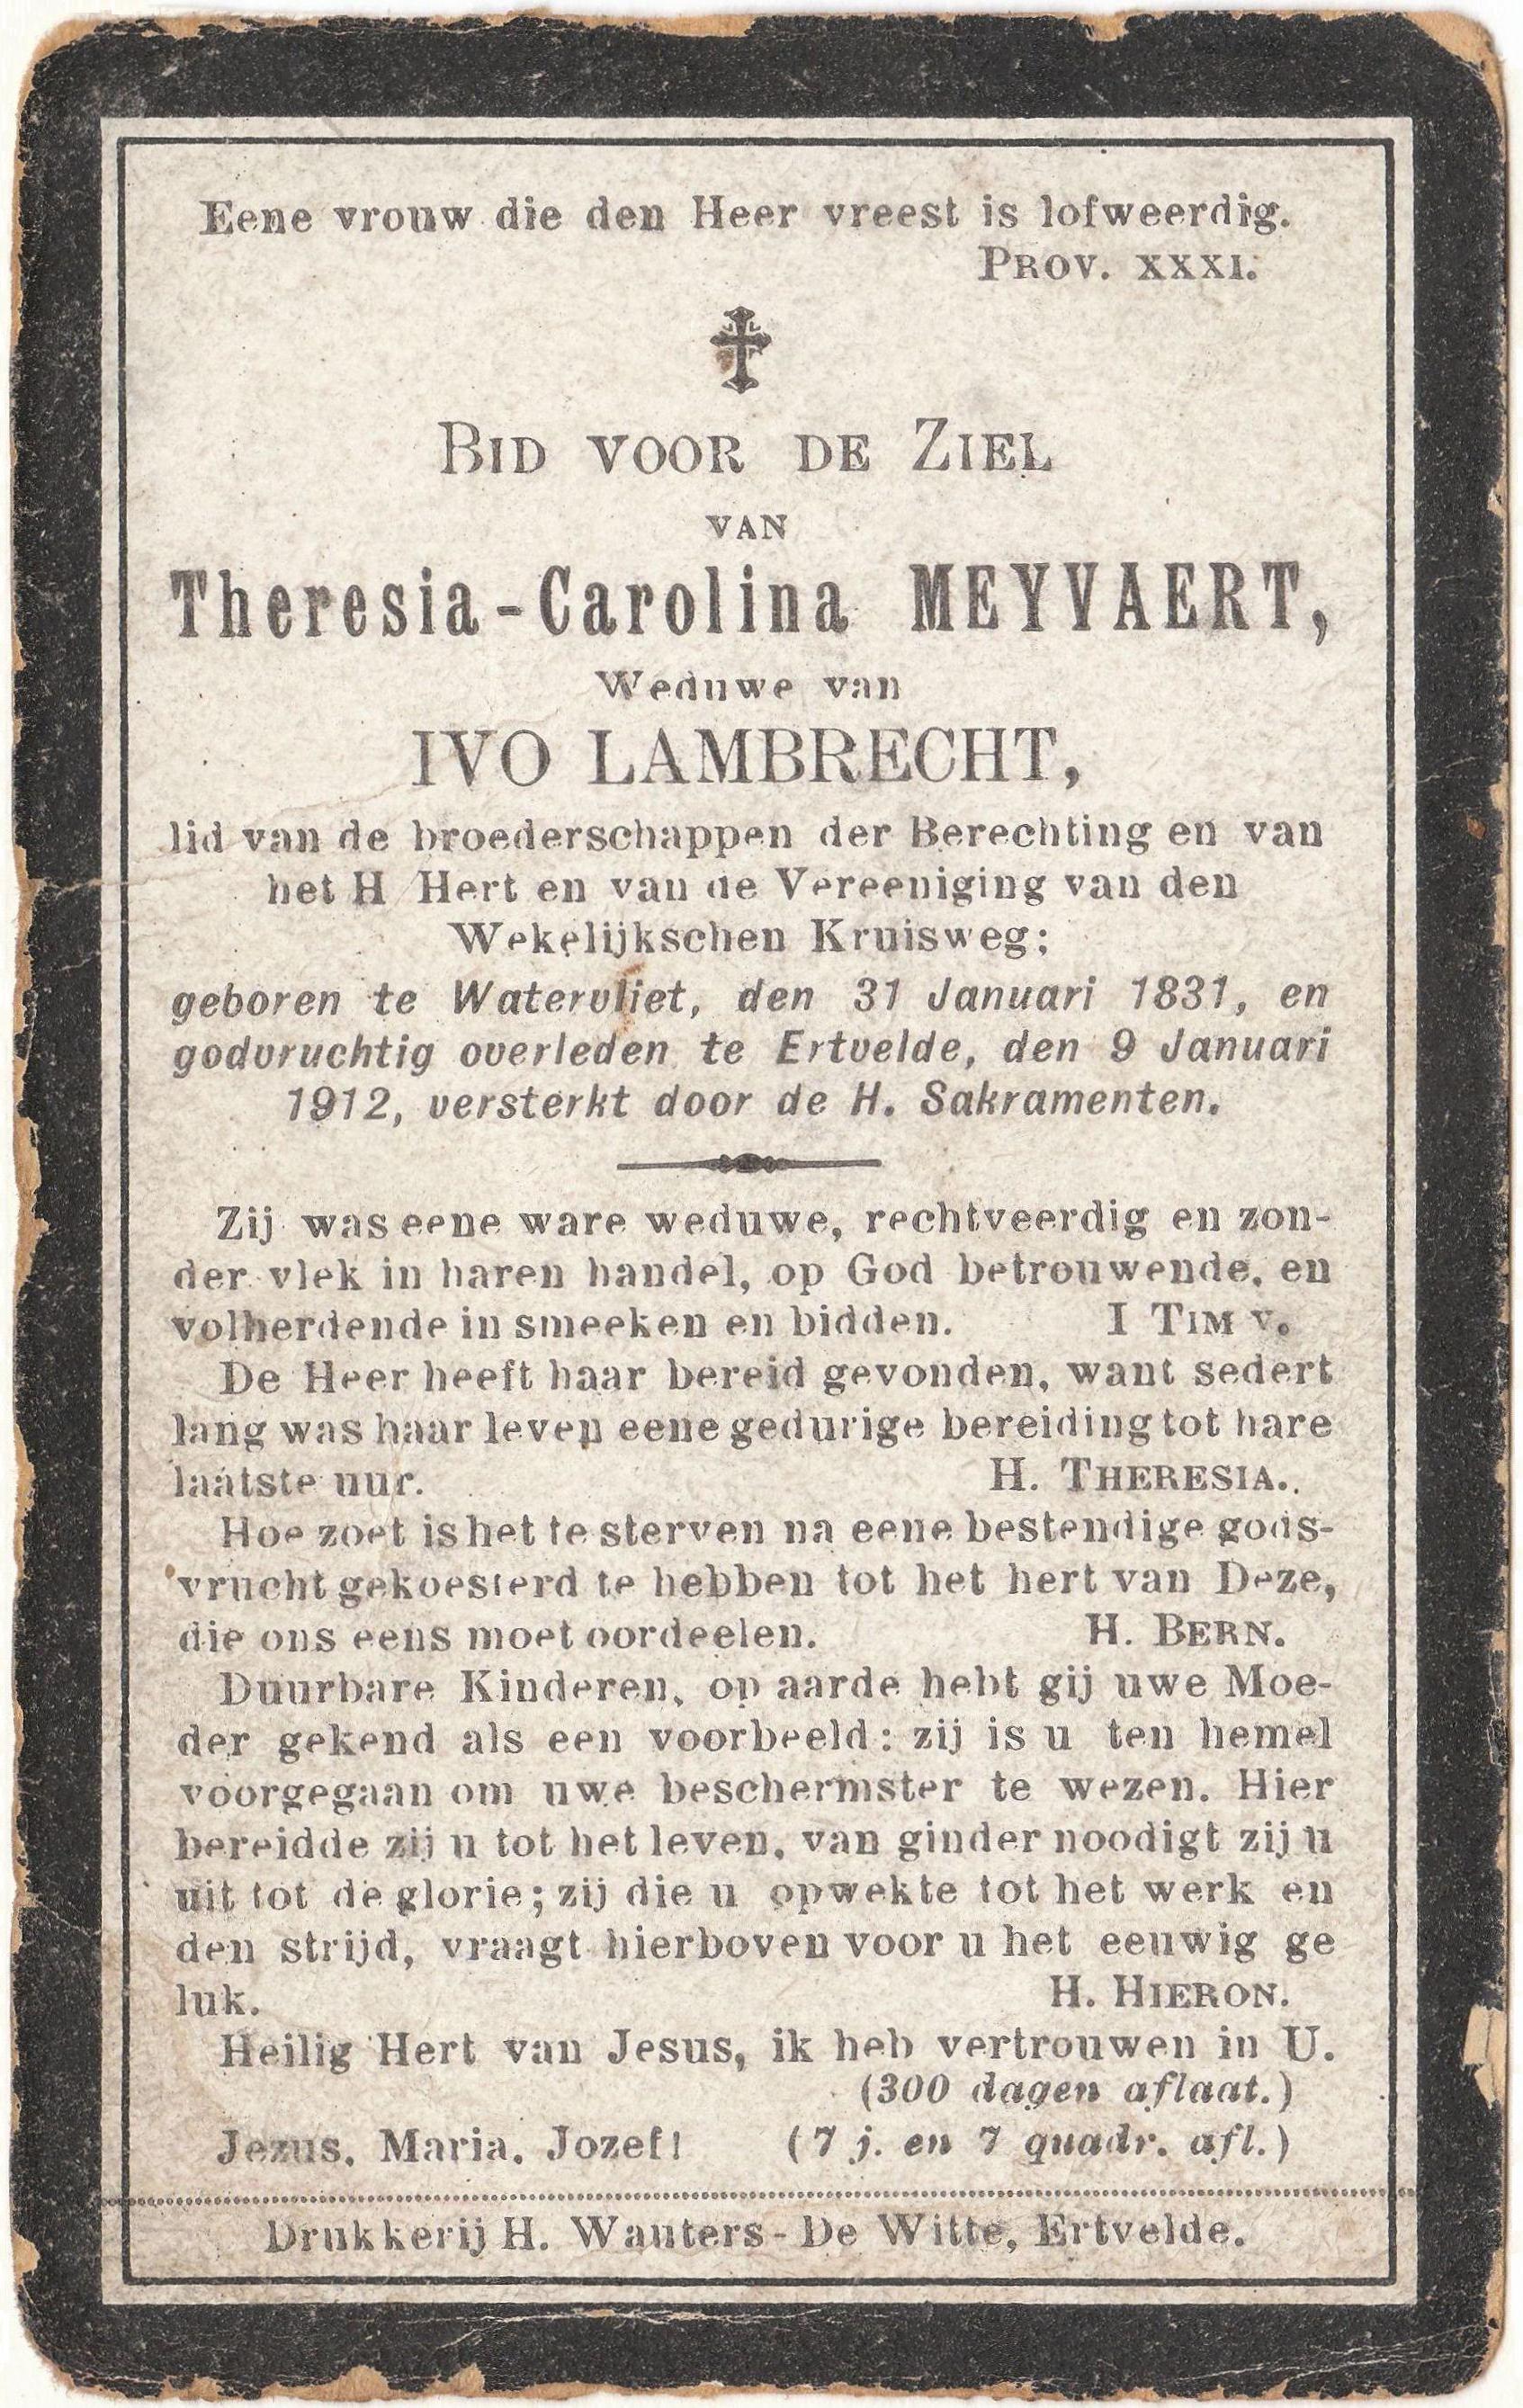 Eene vrouw die den Heer vreest is lofweerdig.
PROV. XXXI.
BID VOOR DE ZIEL
VAN
Theresia-Carolina MEYVAERT,
Weduwe van
IVO LAMBRECHT,
lid van de broederschappen der Berechting en van
het H Hert en van de Vereeniging van den
Wekelijkschen Kruisweg;
geboren te Watervliet, den 31 Januari 1831, en
godvruchtig overleden te Ertvelde, den 9 Januari
1912, versterkt door de H. Sakramenten.
Zij was eene ware weduwe, rechtveerdig en zon-
der vlek in haren handel, op God betrouwende, en
volherdende in smeeken en bidden. I TIM V.
De Heer heeft haar bereid gevonden, want sedert
lang was haar leven eene gedurige bereiding tot hare
laatste uur. H. THERESIA.
Hoe zoet is het te sterven na eene bestendige gods-
vrucht gekoesterd te hebben tot het hert van Deze,
die ons eens moet oordeelen. H. BERN.
Duurbare Kinderen, op aarde hebt gij uwe Moe-
der gekend als een voorbeeld: zij is u ten hemel
voorgegaan om uwe beschermster te wezen. Hier
bereidde zij u tot het leven, van ginder noodigt zij u
uit tot de glorie; zij die u opwekte tot het werk en
den strijd, vraagt hierboven voor u het eeuwig ge
luk. H. HIERON.
Heilig Hert van Jesus, ik heb vertrouwen in U.
(300 dagen aflaat.)
Jezus, Maria, Jozef! (7 j. en 7 quadr. afl.)
Drukkerij H. Wauters-De Witte, Ertvelde.